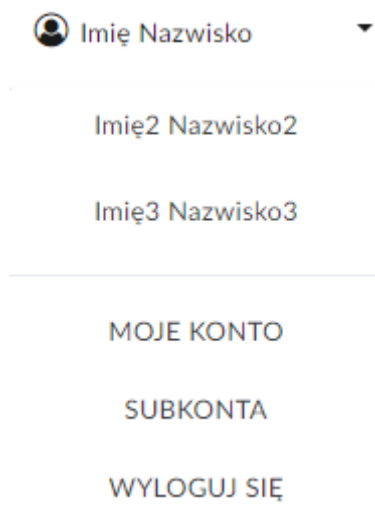 Imię Nazwisko
Imię2 Nazwisko2
Imię3 Nazwisko3
MOJE KONTO
SUBKONTA
WYLOGUJ SIĘ